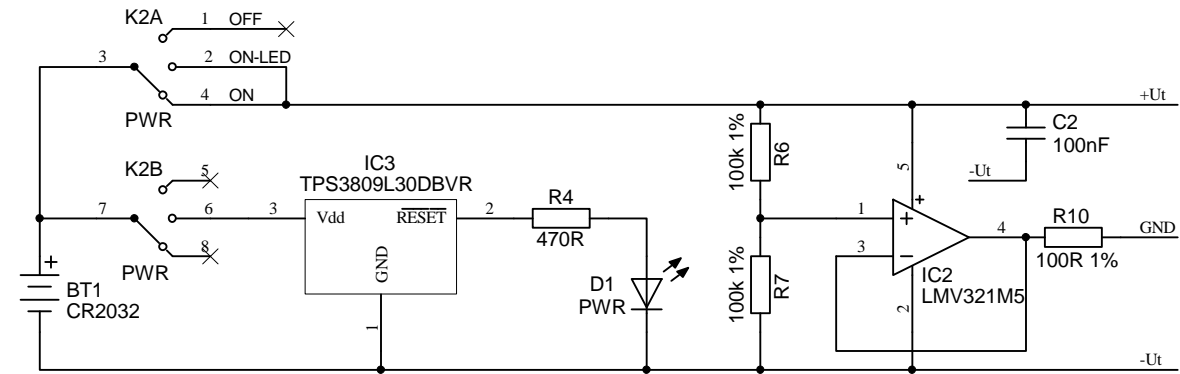 K2A
1 OFF
3
2 ON-LED
4 ON
PWR
+Ut
K2B
5
7
6
8
PWR
+
BT1
CR2032
IC3
TPS3809L30DBVR
3
Vdd
RESET
2
GND
1
R4
470R
D1
PWR
100k 1%
R6
100k 1%
R7
5
+
1
+
3
−
4
2
IC2
LMV321M5
C2
100nF
-Ut
R10
100R 1%
GND
-Ut